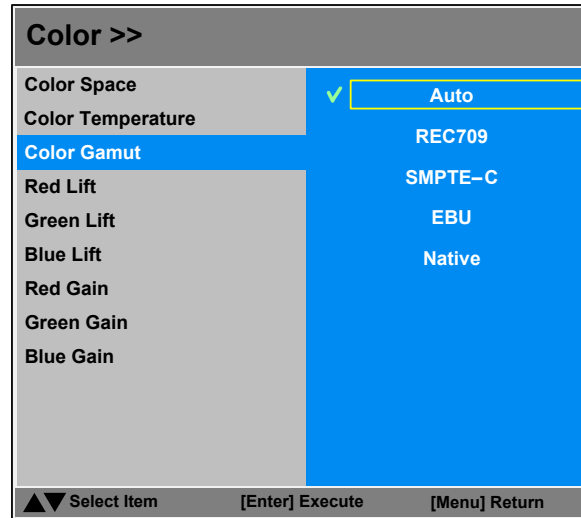 Color >>
Color Space
Color Temperature
Color Gamut
Red Lift
Green Lift
Blue Lift
Red Gain
Green Gain
Blue Gain
Auto
REC709
SMPTE–C
EBU
Native
Select Item [Enter] Execute [Menu] Return